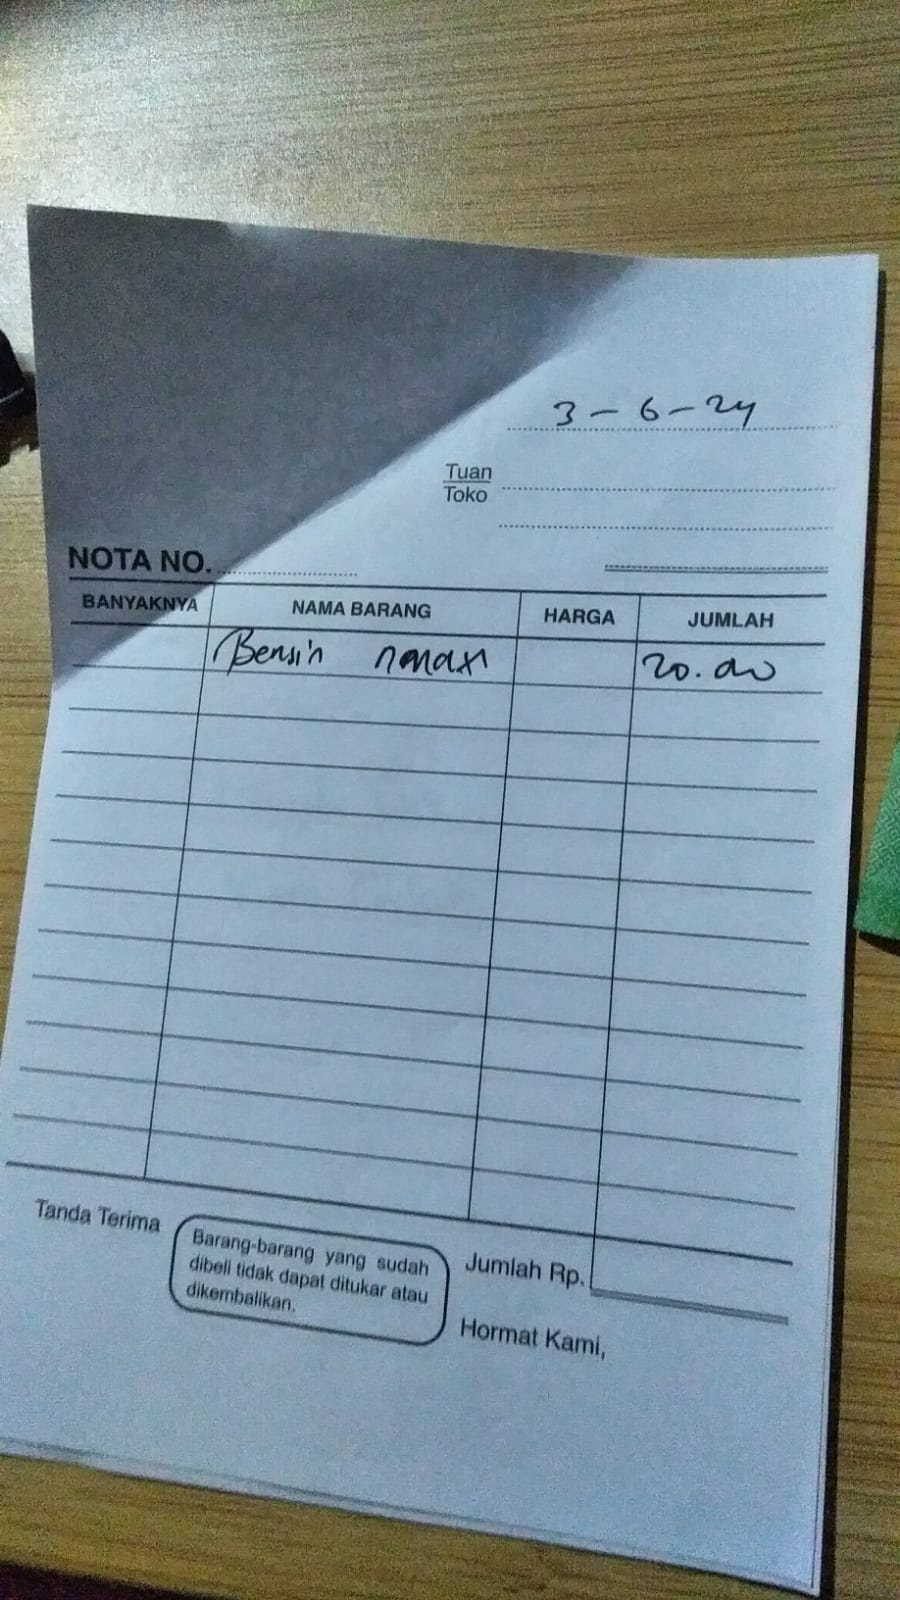 3 - 6 - 24
Tuan
Toko
NOTA NO.
BANYAKNYA NAMA BARANG HARGA JUMLAH
Bensin nmax 20.000
Tanda Terima
Barang-barang yang sudah
dibeli tidak dapat ditukar atau
dikembalikan.
Jumlah Rp.
Hormat Kami,